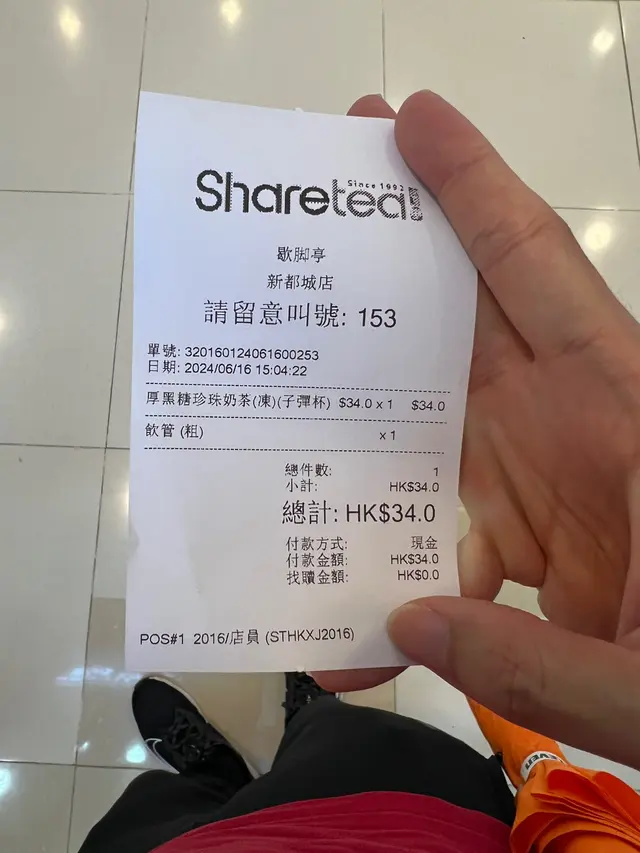 Since 1992
Sharetea
歇脚亭
新都城店
請留意叫號: 153
單號: 320160124061600253
日期: 2024/06/16 15:04:22
厚黑糖珍珠奶茶(凍)(子彈杯) $34.0 x 1 $34.0
飲管 (粗) x 1
總件數: 1
小計: HK$34.0
總計: HK$34.0
付款方式: 現金
付款金額: HK$34.0
找贖金額: HK$0.0
POS#1 2016/店員 (STHKXJ2016)